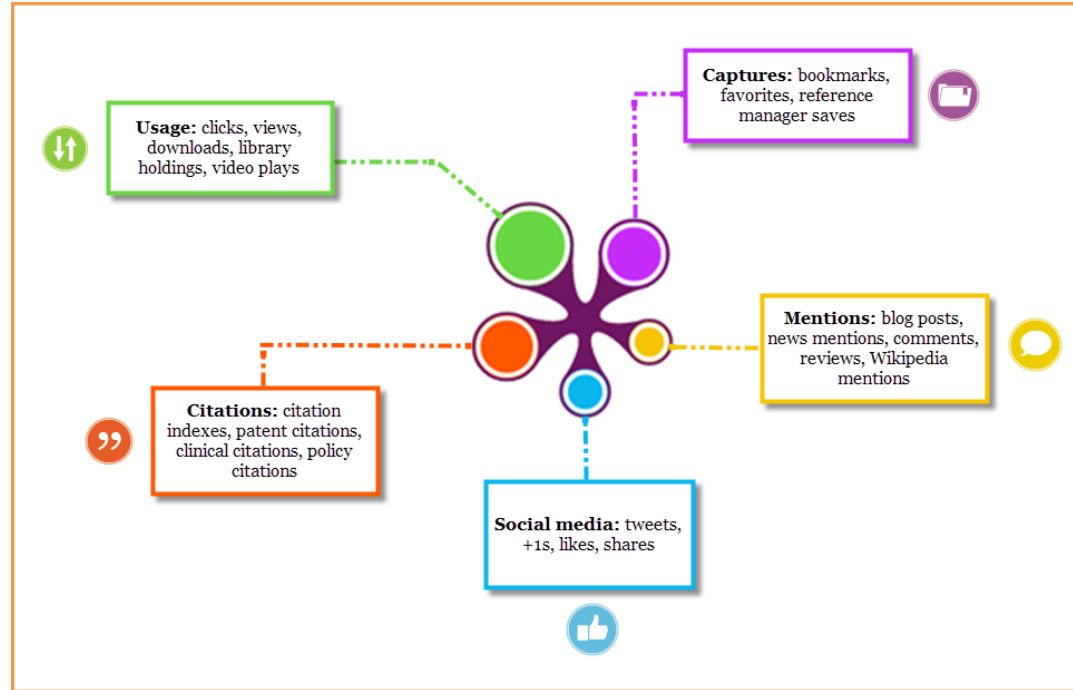 Captures: bookmarks,
favorites, reference
manager saves
Usage: clicks, views,
downloads, library
holdings, video plays
Mentions: blog posts,
news mentions, comments,
reviews, Wikipedia
mentions
Citations: citation
indexes, patent citations,
clinical citations, policy
citations
Social media: tweets,
+1s, likes, shares